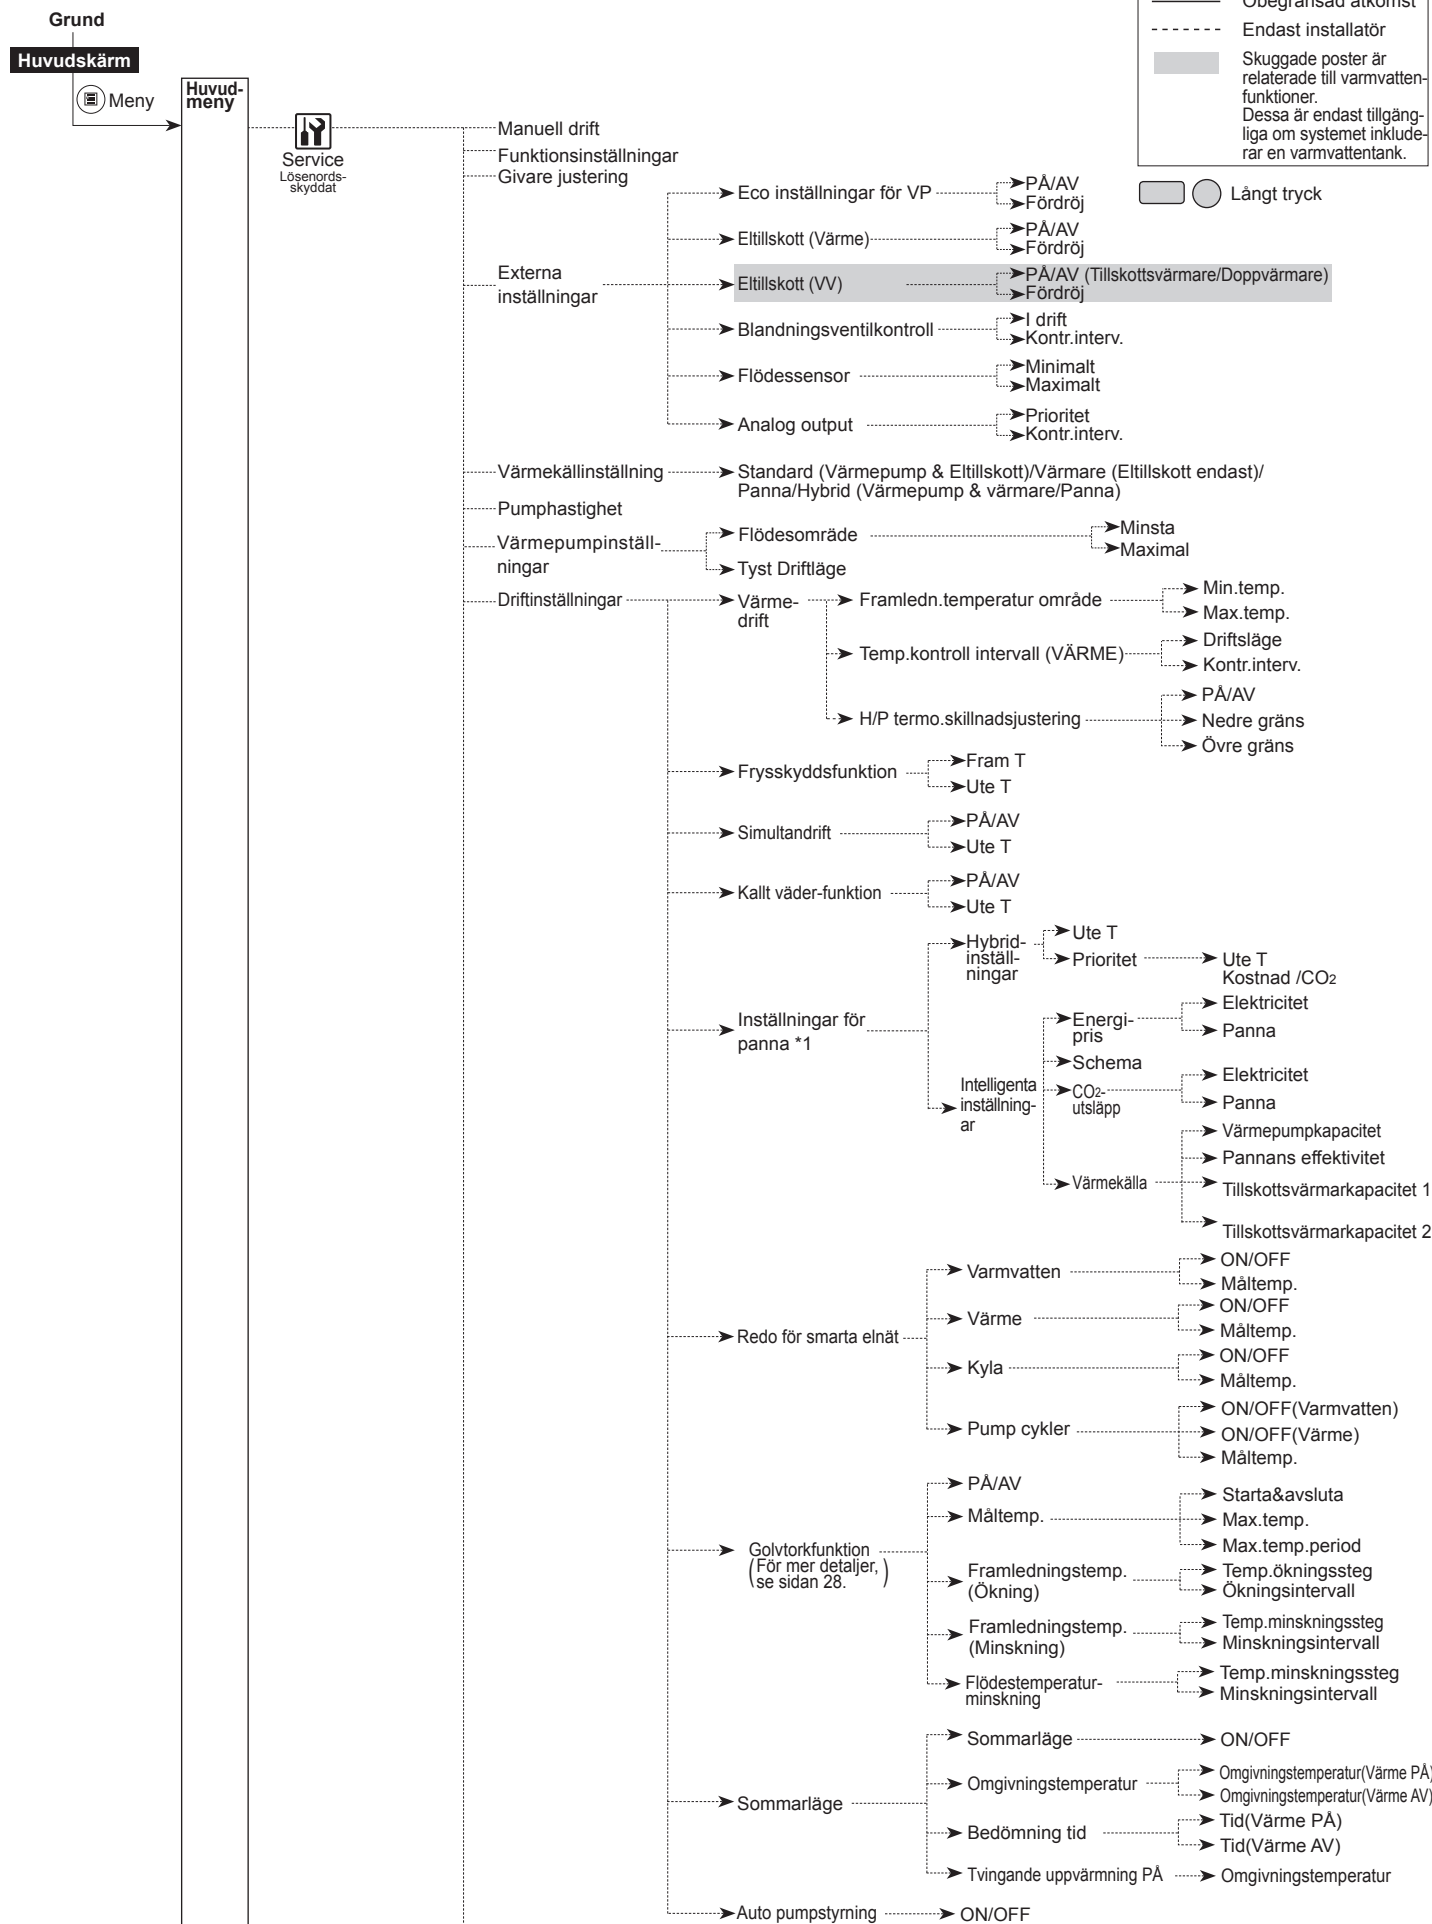 Grund
Huvudskärm
Meny
Huvud-
meny
Service
Lösenords-
skyddat
Obegränsad åtkomst
Endast installatör
Skuggade poster är
relaterade till varmvatten-
funktioner.
Dessa är endast tillgäng-
liga om systemet inklude-
rar en varmvattentank.
Långt tryck
Manuell drift
Funktionsinställningar
Givare justering
Externa
inställningar
Eco inställningar för VP
PÅ/AV
Fördröj
Eltillskott (Värme)
PÅ/AV
Fördröj
Eltillskott (VV)
PÅ/AV (Tillskottsvärmare/Doppvärmare)
Fördröj
Blandningsventilkontroll
I drift
Kontr.interv.
Flödessensor
Minimalt
Maximalt
Analog output
Prioritet
Kontr.interv.
Värmekällinställning
Standard (Värmepump & Eltillskott)/Värmare (Eltillskott endast)/
Panna/Hybrid (Värmepump & värmare/Panna)
Pumphastighet
Värmepumpinställ-
ningar
Flödesområde
Minsta
Maximal
Tyst Driftläge
Driftinställningar
Värme-
drift
Framledn.temperatur område
Min.temp.
Max.temp.
Temp.kontroll intervall (VÄRME)
Driftsläge
Kontr.interv.
H/P termo.skillnadsjustering
PÅ/AV
Nedre gräns
Övre gräns
Frysskyddsfunktion
Fram T
Ute T
Simultandrift
PÅ/AV
Ute T
Kallt väder-funktion
PÅ/AV
Ute T
Inställningar för
panna *1
Hybrid-
inställ-
ningar
Ute T
Prioritet
Ute T
Kostnad /CO2
Intelligenta
inställning-
ar
Energi-
pris
Elektricitet
Panna
Schema
CO2-
utsläpp
Elektricitet
Panna
Värmekälla
Värmepumpkapacitet
Pannans effektivitet
Tillskottsvärmarkapacitet 1
Tillskottsvärmarkapacitet 2
Redo för smarta elnät
Varmvatten
ON/OFF
Måltemp.
Värme
ON/OFF
Måltemp.
Kyla
ON/OFF
Måltemp.
Pump cykler
ON/OFF(Varmvatten)
ON/OFF(Värme)
Måltemp.
Golvtorkfunktion
(För mer detaljer,
se sidan 28.)
PÅ/AV
Måltemp.
Starta&avsluta
Max.temp.
Max.temp.period
Framledningstemp.
(Ökning)
Temp.ökningssteg
Ökningsintervall
Framledningstemp.
(Minskning)
Temp.minskningssteg
Minskningsintervall
Flödestemperatur-
minskning
Temp.minskningssteg
Minskningsintervall
Sommarläge
Sommarläge
ON/OFF
Omgivningstemperatur
Omgivningstemperatur(Värme PÅ)
Omgivningstemperatur(Värme AV)
Bedömning tid
Tid(Värme PÅ)
Tid(Värme AV)
Tvingande uppvärmning PÅ
Omgivningstemperatur
Auto pumpstyrning
ON/OFF